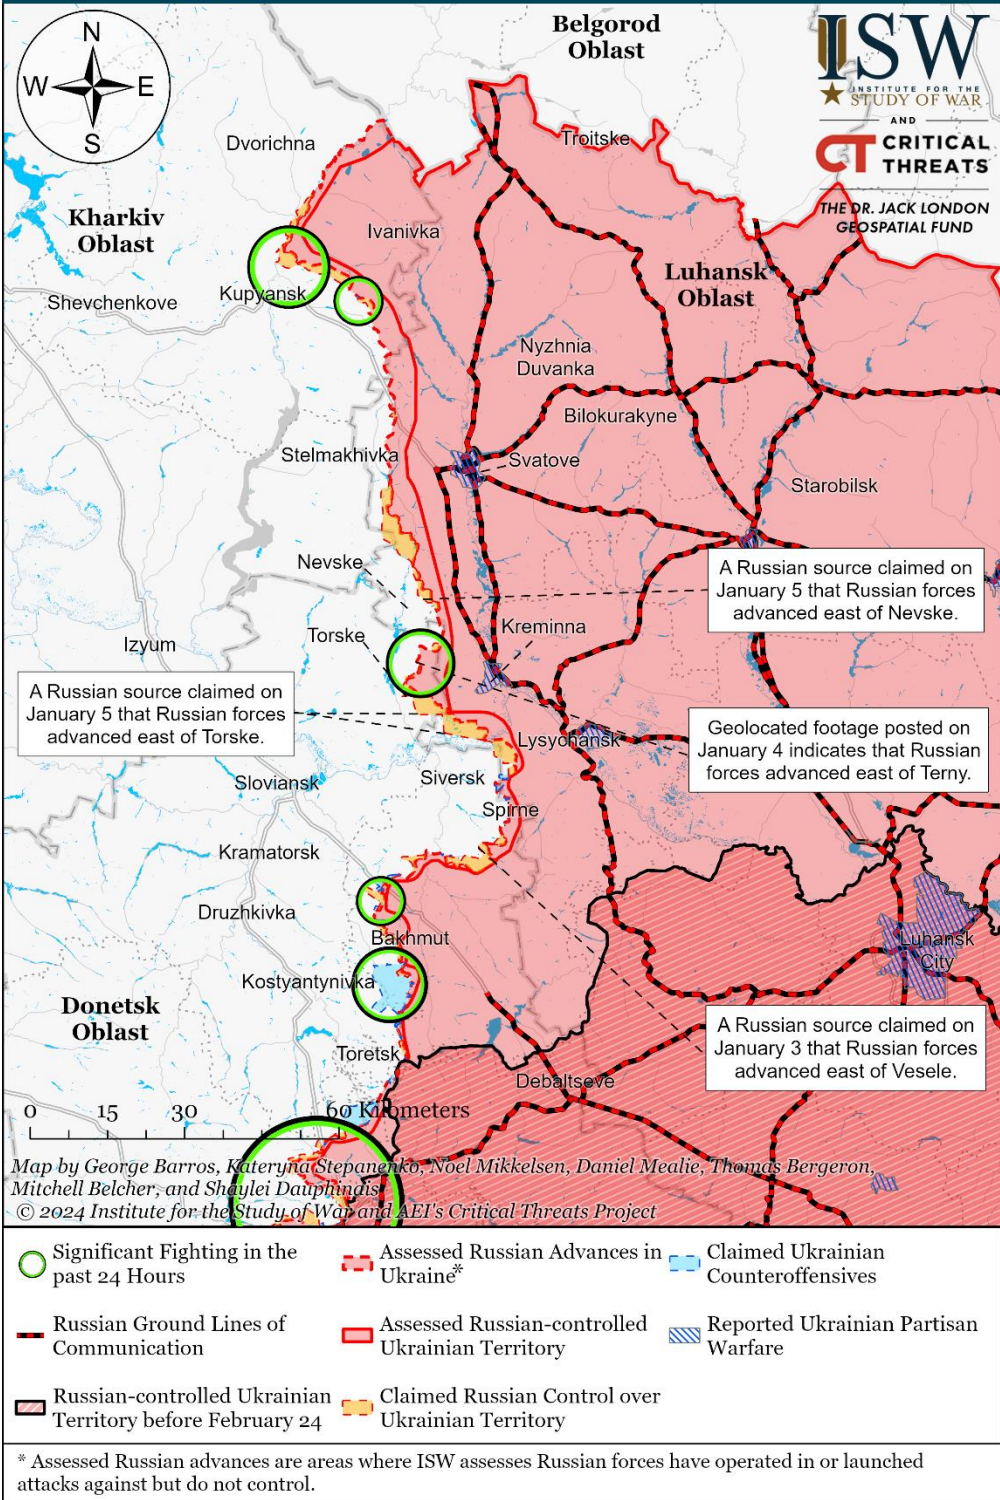 N
W E
S
Belgorod
Oblast
ISW
INSTITUTE FOR THE
STUDY OF WAR
AND
CT CRITICAL
THREATS
THE DR. JACK LONDON
GEOSPATIAL FUND
Dvorichna
Troitske
Kharkiv
Oblast
Ivanivka
Luhansk
Oblast
Shevchenkove
Kupyansk
Nyzhnia
Duvanka
Bilokurakyne
Stelmakhivka
Svatove
Starobilsk
Nevske
A Russian source claimed on
January 5 that Russian forces
advanced east of Nevske.
Izyum
Torske
Kreminna
A Russian source claimed on
January 5 that Russian forces
advanced east of Torske.
Geolocated footage posted on
January 4 indicates that Russian
forces advanced east of Terny.
Lysychansk
Sloviansk
Siversk
Spirne
Kramatorsk
Druzhkivka
Bakhmut
Luhansk
City
Kostyantynivka
Donetsk
Oblast
A Russian source claimed on
January 3 that Russian forces
advanced east of Vesele.
Toretsk
Debaltseve
0 15 30 60 Kilometers
Map by George Barros, Kateryna Stepanenko, Noel Mikkelsen, Daniel Mealie, Thomas Bergeron,
Mitchell Belcher, and Shaylei Dauphinais
© 2024 Institute for the Study of War and AEI's Critical Threats Project
Significant Fighting in the
past 24 Hours
Assessed Russian Advances in
Ukraine*
Claimed Ukrainian
Counteroffensives
Russian Ground Lines of
Communication
Assessed Russian-controlled
Ukrainian Territory
Reported Ukrainian Partisan
Warfare
Russian-controlled Ukrainian
Territory before February 24
Claimed Russian Control over
Ukrainian Territory
* Assessed Russian advances are areas where ISW assesses Russian forces have operated in or launched
attacks against but do not control.